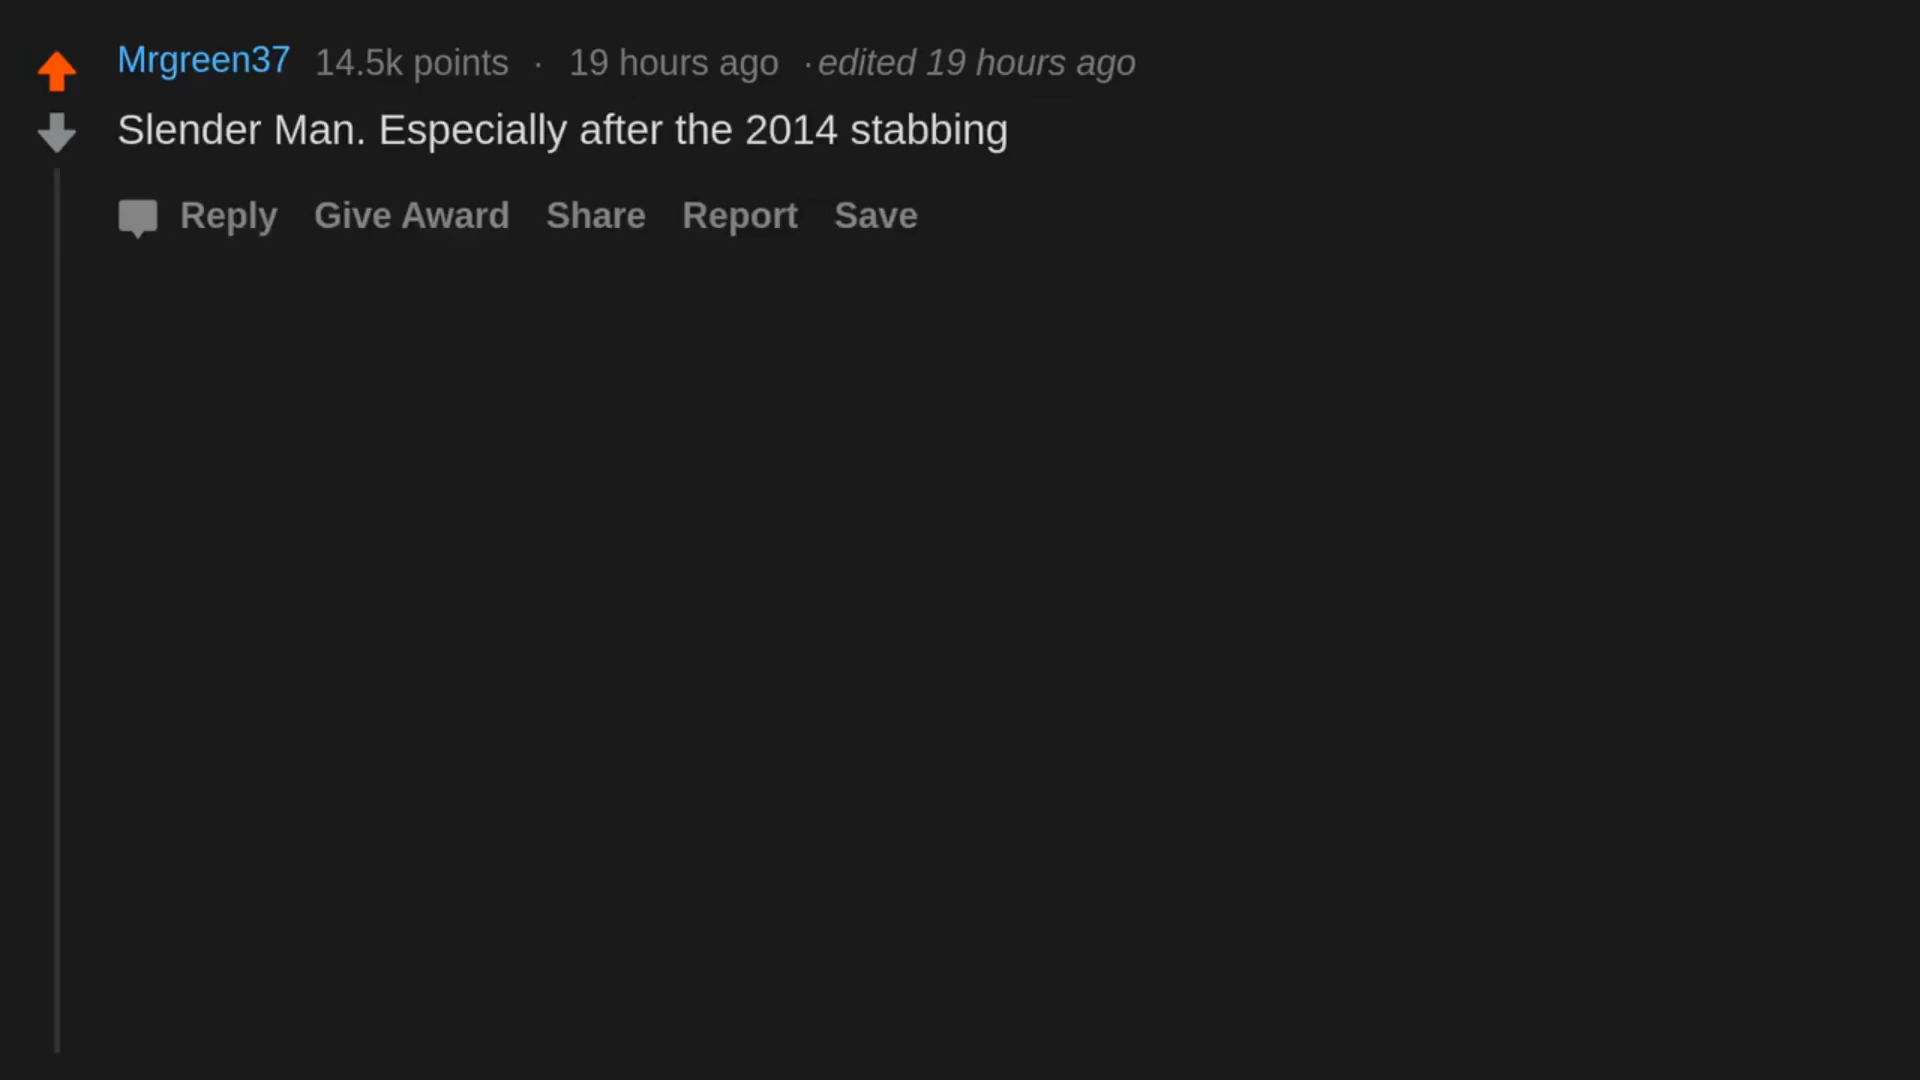 Mrgreen37 14.5k points · 19 hours ago · edited 19 hours ago
Slender Man. Especially after the 2014 stabbing
Reply Give Award Share Report Save